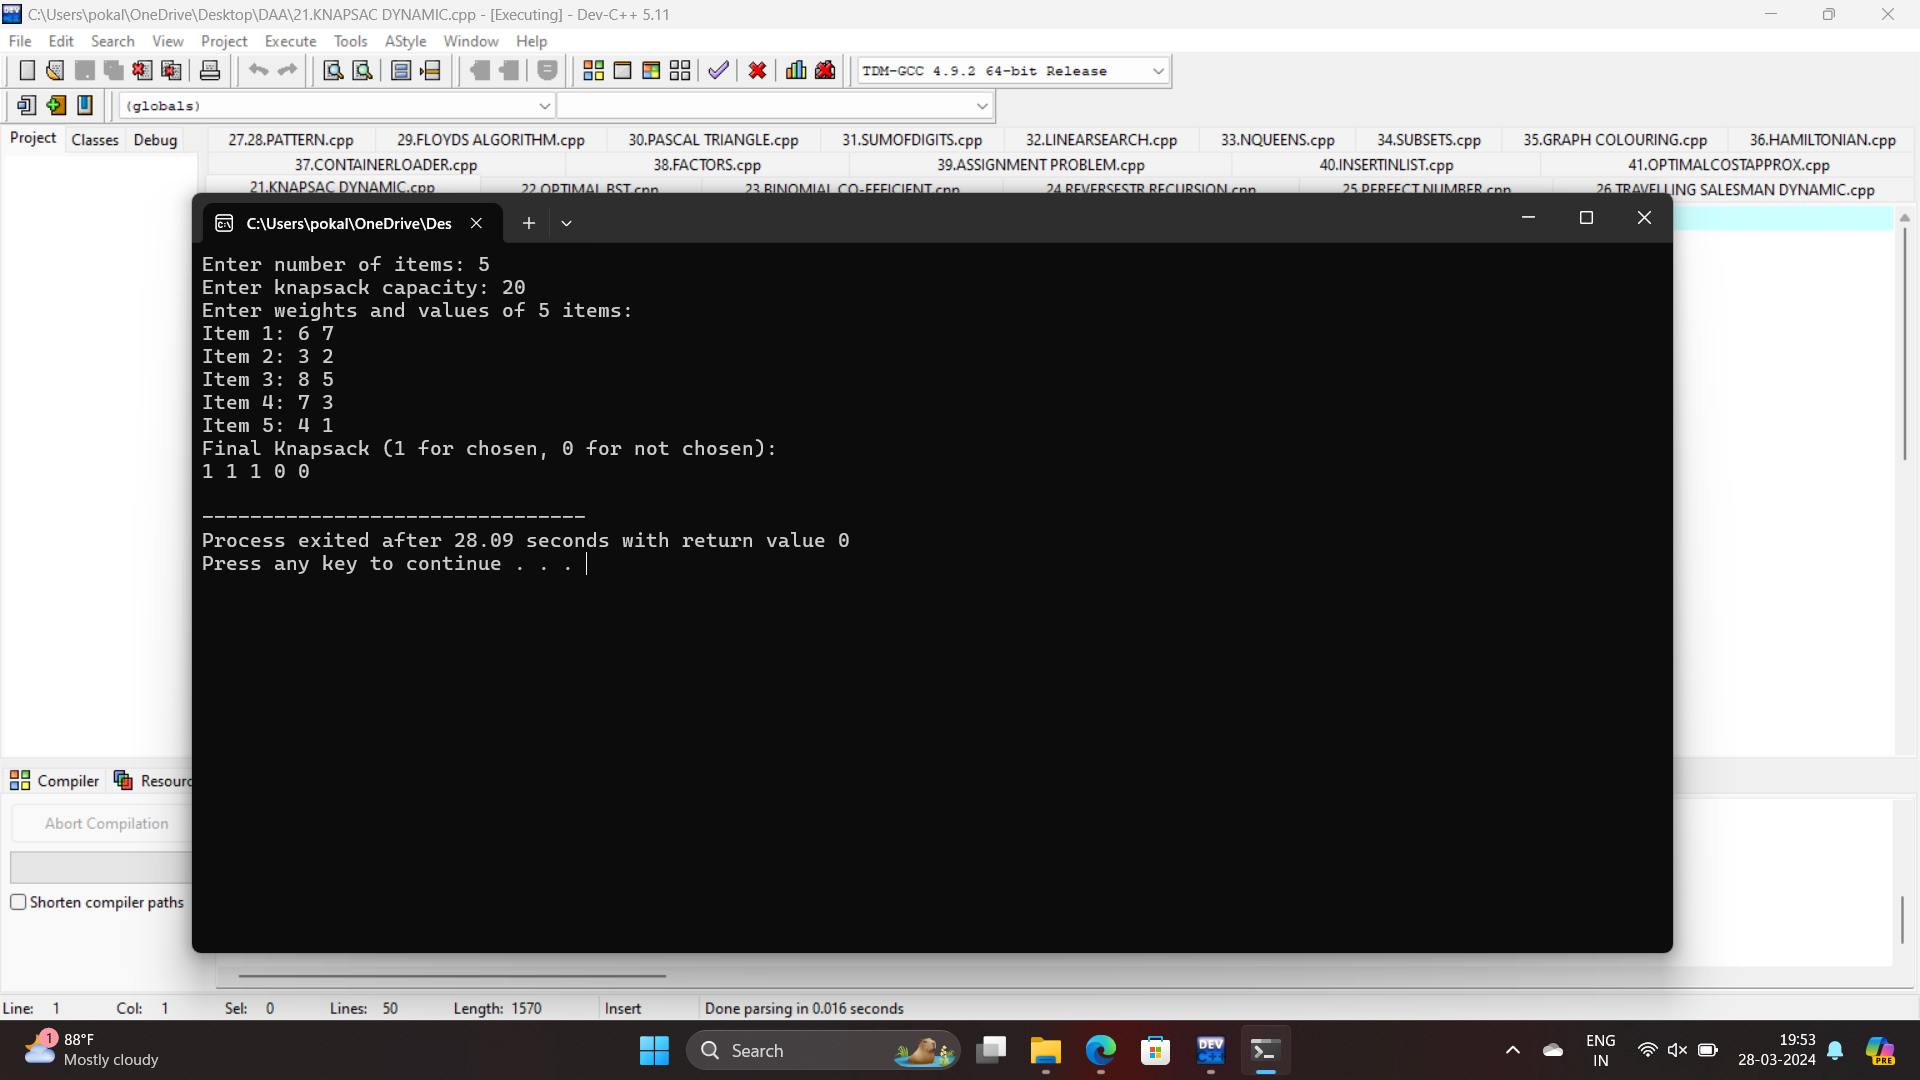 C:\Users\pokal\OneDrive\Desktop\DAA\21.KNAPSAC DYNAMIC.cpp - [Executing] - Dev-C++ 5.11
File Edit Search View Project Execute Tools AStyle Window Help
TDM-GCC 4.9.2 64-bit Release
(globals)
Project Classes Debug
27.28.PATTERN.cpp 29.FLOYDS ALGORITHM.cpp 30.PASCAL TRIANGLE.cpp 31.SUMOFDIGITS.cpp 32.LINEARSEARCH.cpp 33.NQUEENS.cpp 34.SUBSETS.cpp 35.GRAPH COLOURING.cpp 36.HAMILTONIAN.cpp
37.CONTAINERLOADER.cpp 38.FACTORS.cpp 39.ASSIGNMENT PROBLEM.cpp 40.INSERTINLIST.cpp 41.OPTIMALCOSTAPPROX.cpp
21.KNAPSAC DYNAMIC.cpp 22.OPTIMAL BST.cpp 23.BINOMIAL CO-EFFICIENT.cpp 24.REVERSESTR RECURSION.cpp 25.PERFECT NUMBER.cpp 26.TRAVELLING SALESMAN DYNAMIC.cpp
C:\Users\pokal\OneDrive\Des
Enter number of items: 5
Enter knapsack capacity: 20
Enter weights and values of 5 items:
Item 1: 6 7
Item 2: 3 2
Item 3: 8 5
Item 4: 7 3
Item 5: 4 1
Final Knapsack (1 for chosen, 0 for not chosen):
1 1 1 0 0
--------------------------------
Process exited after 28.09 seconds with return value 0
Press any key to continue . . .
Compiler Resourc
Abort Compilation
Shorten compiler paths
Line: 1 Col: 1 Sel: 0 Lines: 50 Length: 1570 Insert Done parsing in 0.016 seconds
1 88°F
Mostly cloudy
Search
DEV
ENG
IN
19:53
28-03-2024
PRE